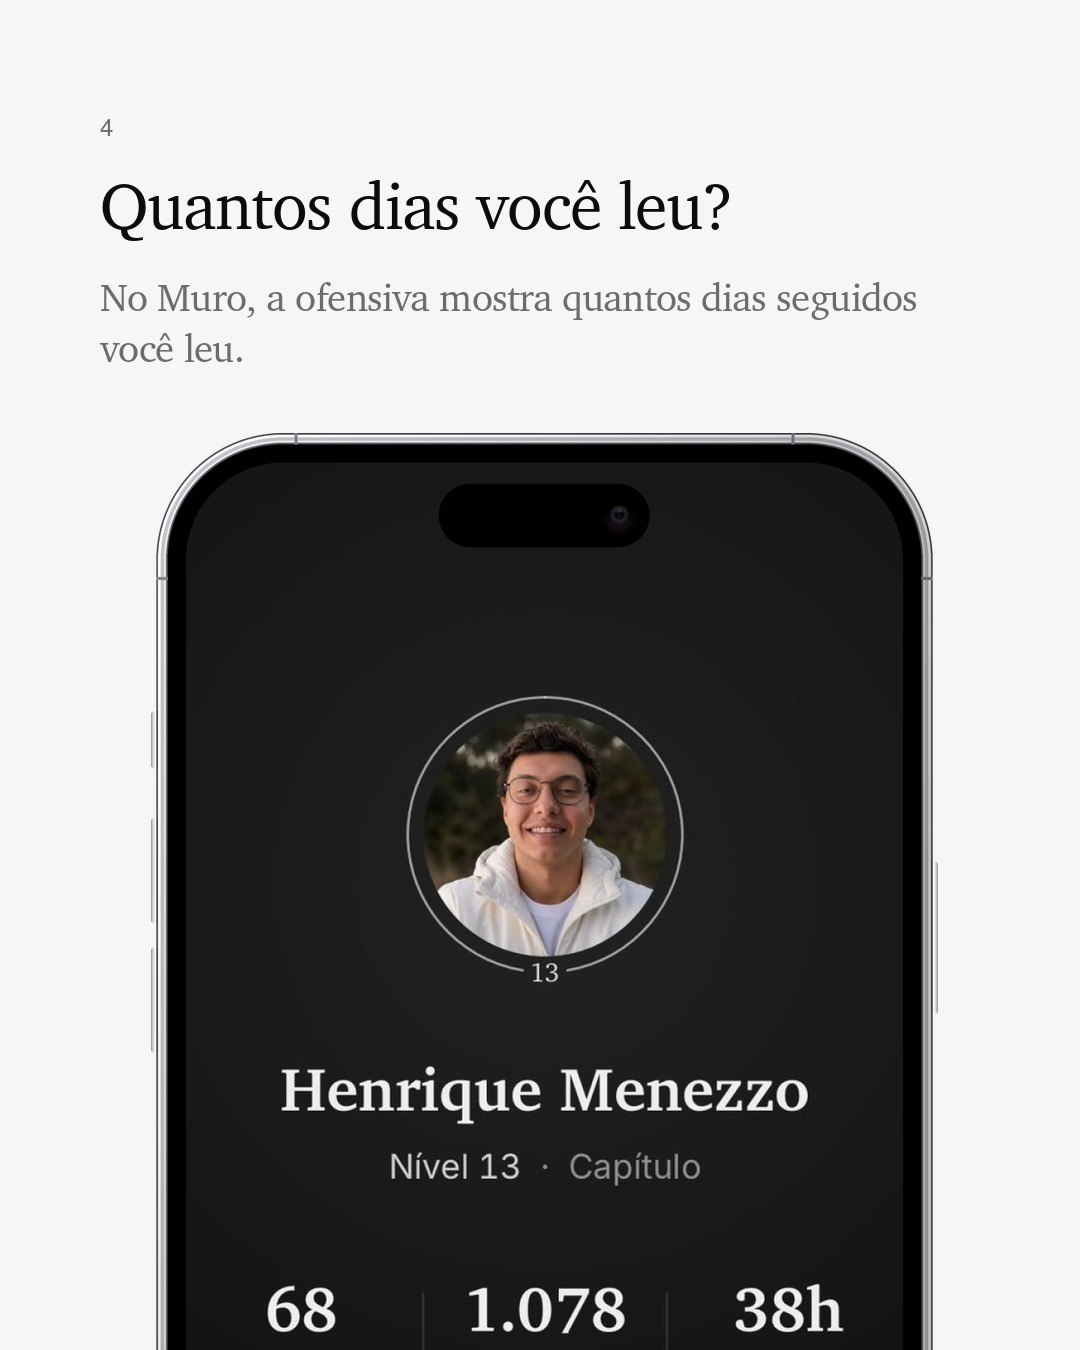 4
Quantos dias você leu?
No Muro, a ofensiva mostra quantos dias seguidos
você leu.
13
Henrique Menezzo
Nível 13 · Capítulo
68 1.078 38h